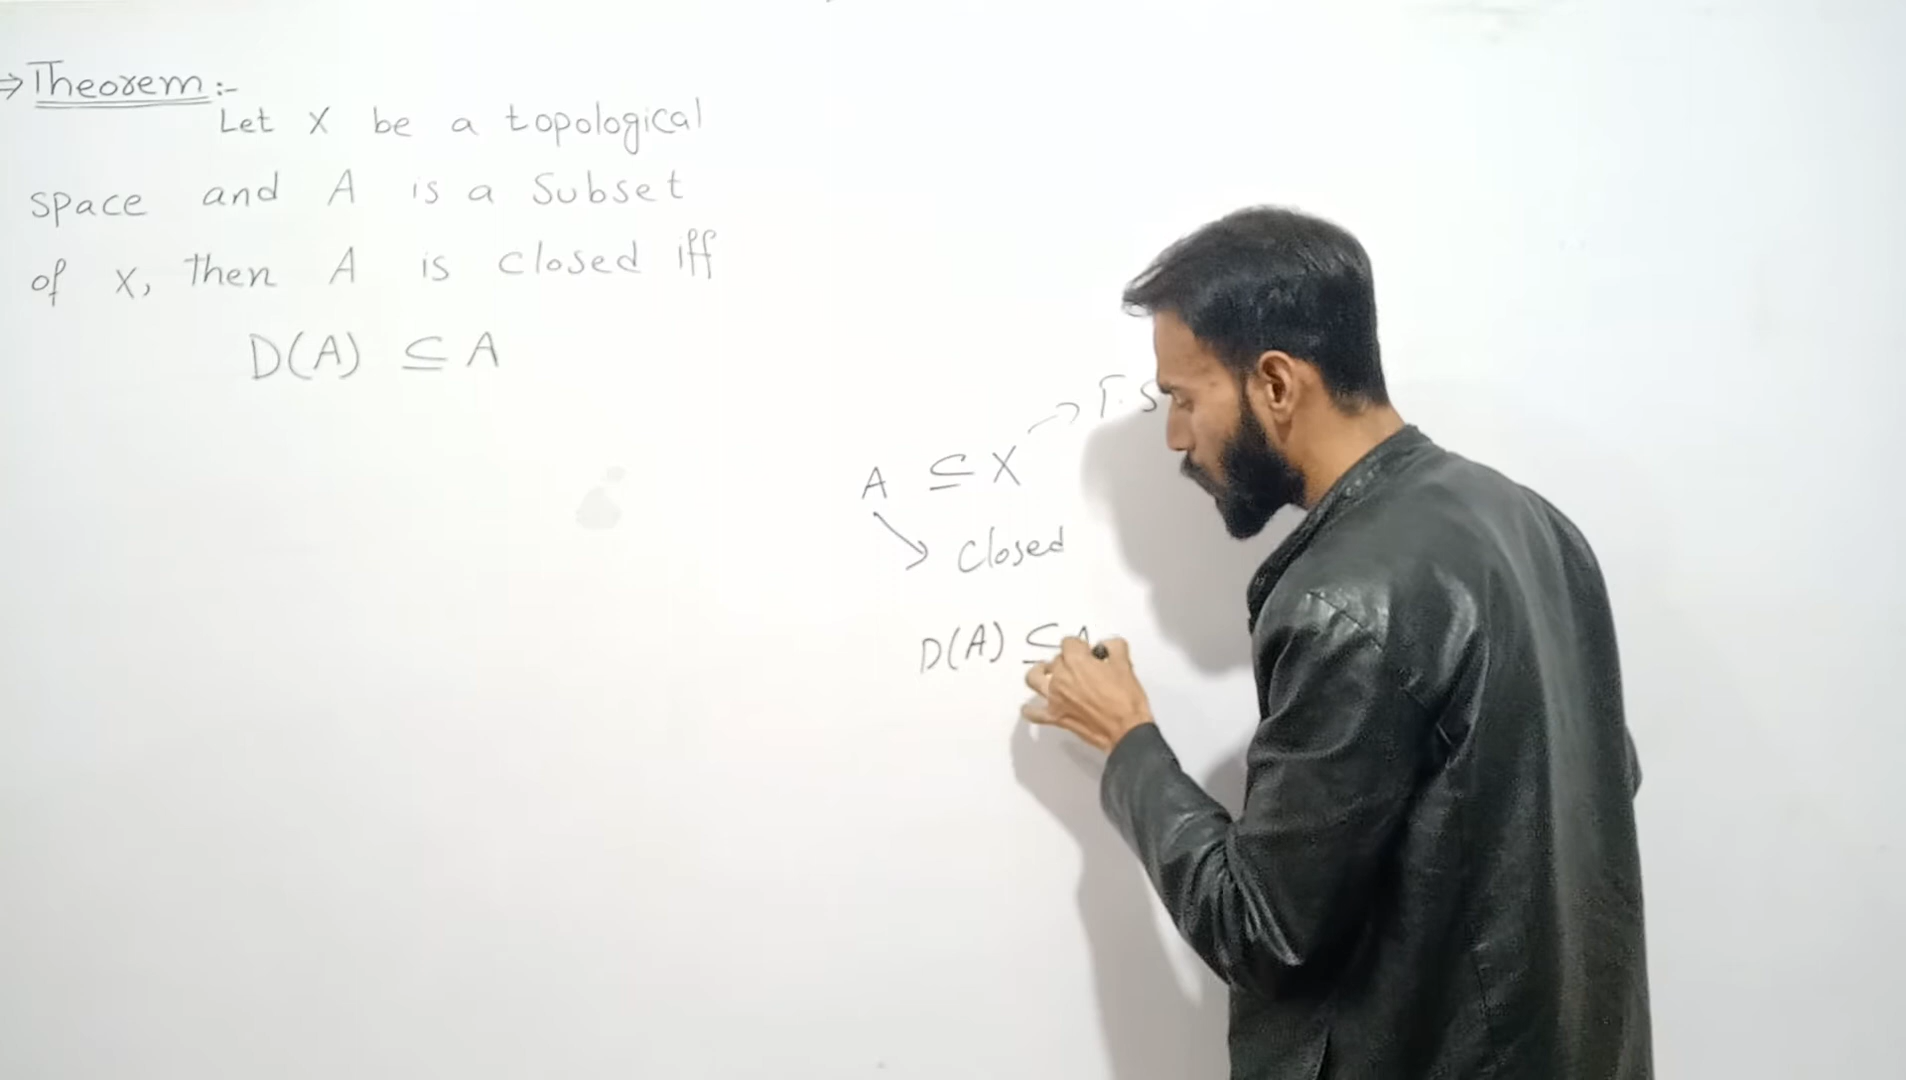 ⇒ Theorem :-
Let X be a topological
space and A is a Subset
of X, then A is closed iff
D(A) ⊆ A
→ T.S
A ⊆ X
↘ closed
D(A) ⊆ A